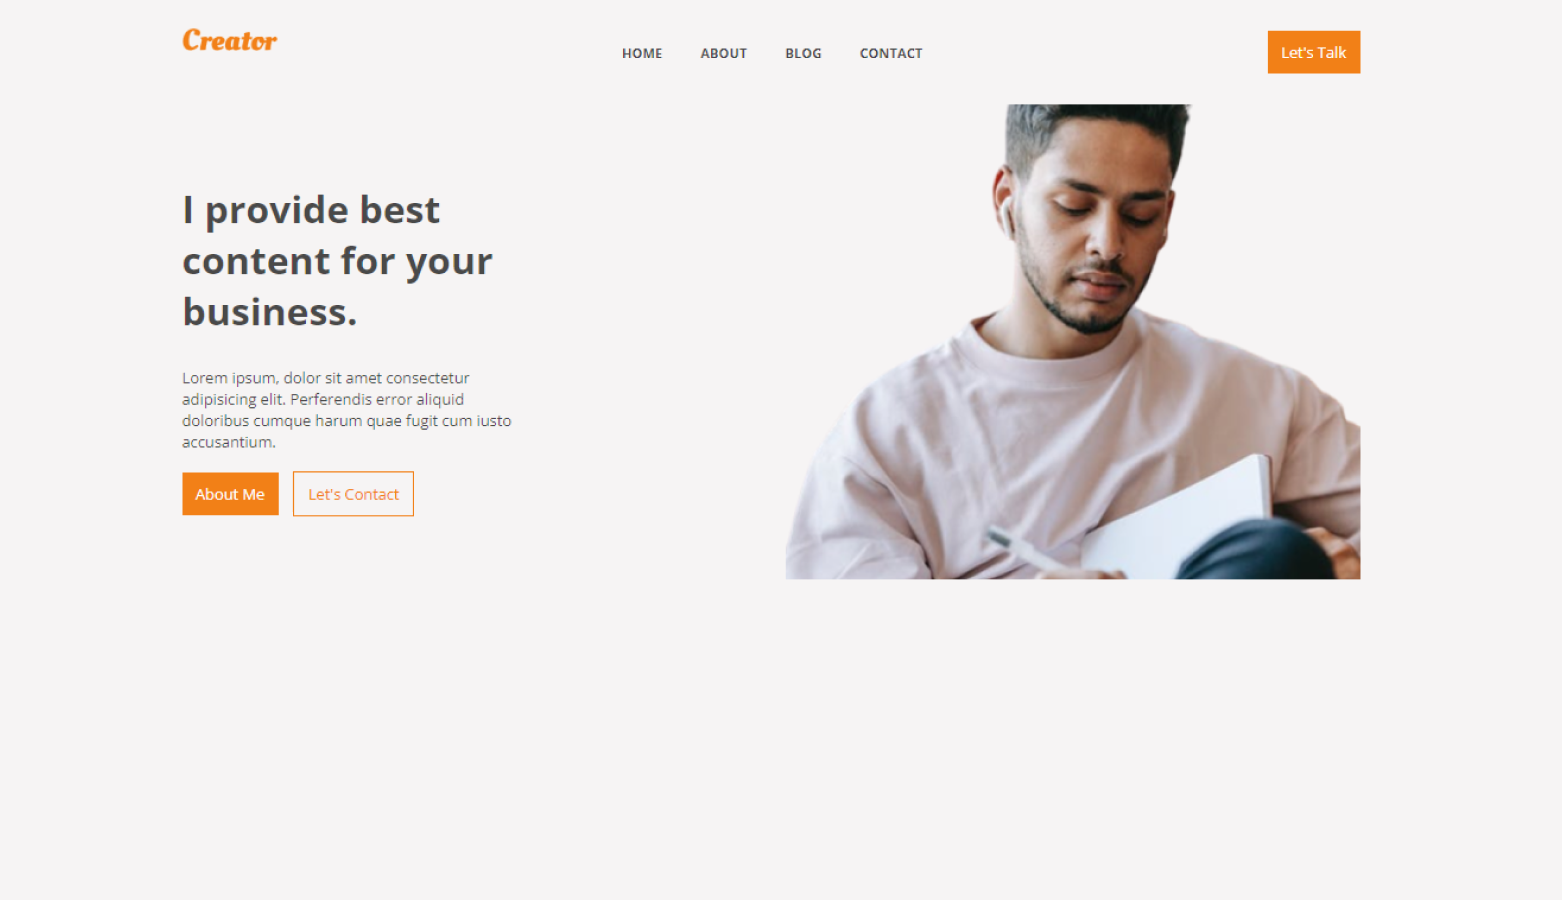 Creator
HOME ABOUT BLOG CONTACT
Let's Talk
I provide best
content for your
business.
Lorem ipsum, dolor sit amet consectetur
adipisicing elit. Perferendis error aliquid
doloribus cumque harum quae fugit cum iusto
accusantium.
About Me
Let's Contact